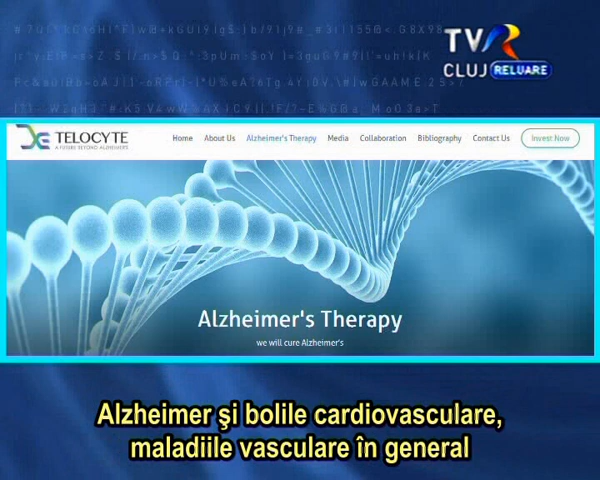 TVR
CLUJ RELUARE
TELOCYTE
A FUTURE BEYOND ALZHEIMER'S
Home About Us Alzheimer's Therapy Media Collaboration Bibliography Contact Us Invest Now
Alzheimer's Therapy
we will cure Alzheimer's
Alzheimer şi bolile cardiovasculare,
maladiile vasculare în general